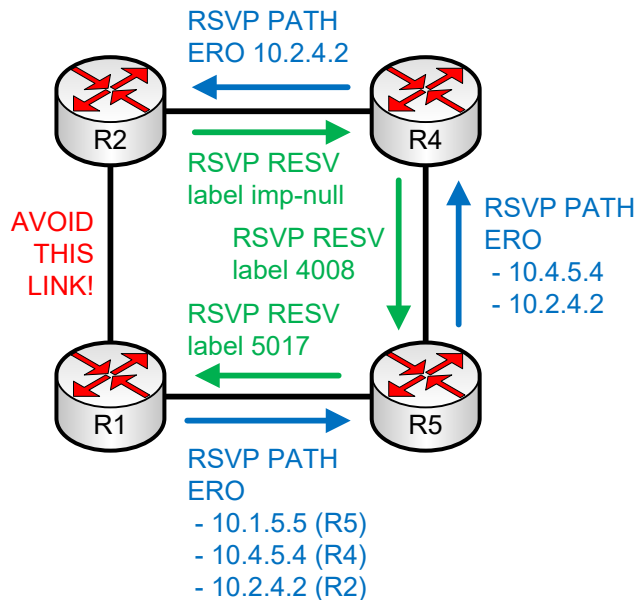 RSVP PATH
ERO 10.2.4.2
R2
R4
RSVP RESV
label imp-null
AVOID
THIS
LINK!
RSVP RESV
label 4008
RSVP PATH
ERO
- 10.4.5.4
- 10.2.4.2
RSVP RESV
label 5017
R1
R5
RSVP PATH
ERO
- 10.1.5.5 (R5)
- 10.4.5.4 (R4)
- 10.2.4.2 (R2)